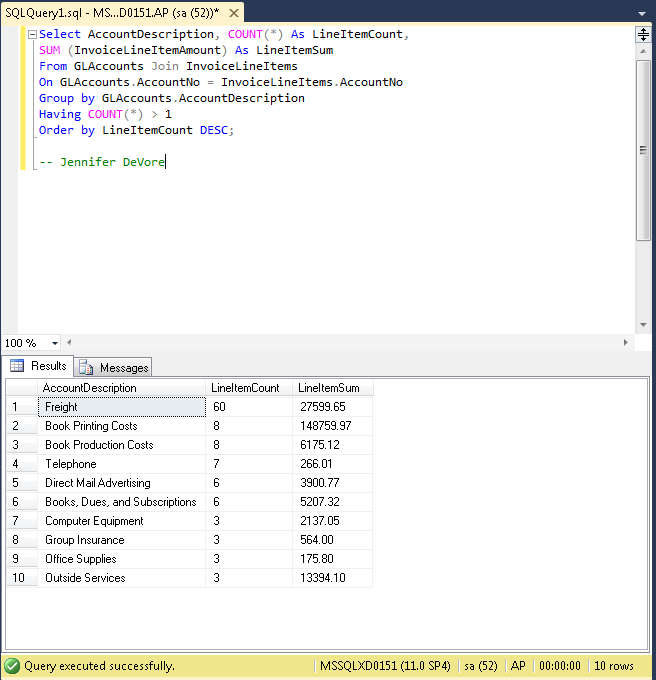 SQLQuery1.sql - MS...D0151.AP (sa (52))* ×
Select AccountDescription, COUNT(*) As LineItemCount,
SUM (InvoiceLineItemAmount) As LineItemSum
From GLAccounts Join InvoiceLineItems
On GLAccounts.AccountNo = InvoiceLineItems.AccountNo
Group by GLAccounts.AccountDescription
Having COUNT(*) > 1
Order by LineItemCount DESC;
-- Jennifer DeVore
100 %
Results Messages
AccountDescription LineItemCount LineItemSum
1 Freight 60 27599.65
2 Book Printing Costs 8 148759.97
3 Book Production Costs 8 6175.12
4 Telephone 7 266.01
5 Direct Mail Advertising 6 3900.77
6 Books, Dues, and Subscriptions 6 5207.32
7 Computer Equipment 3 2137.05
8 Group Insurance 3 564.00
9 Office Supplies 3 175.80
10 Outside Services 3 13394.10
Query executed successfully. MSSQLXD0151 (11.0 SP4) sa (52) AP 00:00:00 10 rows